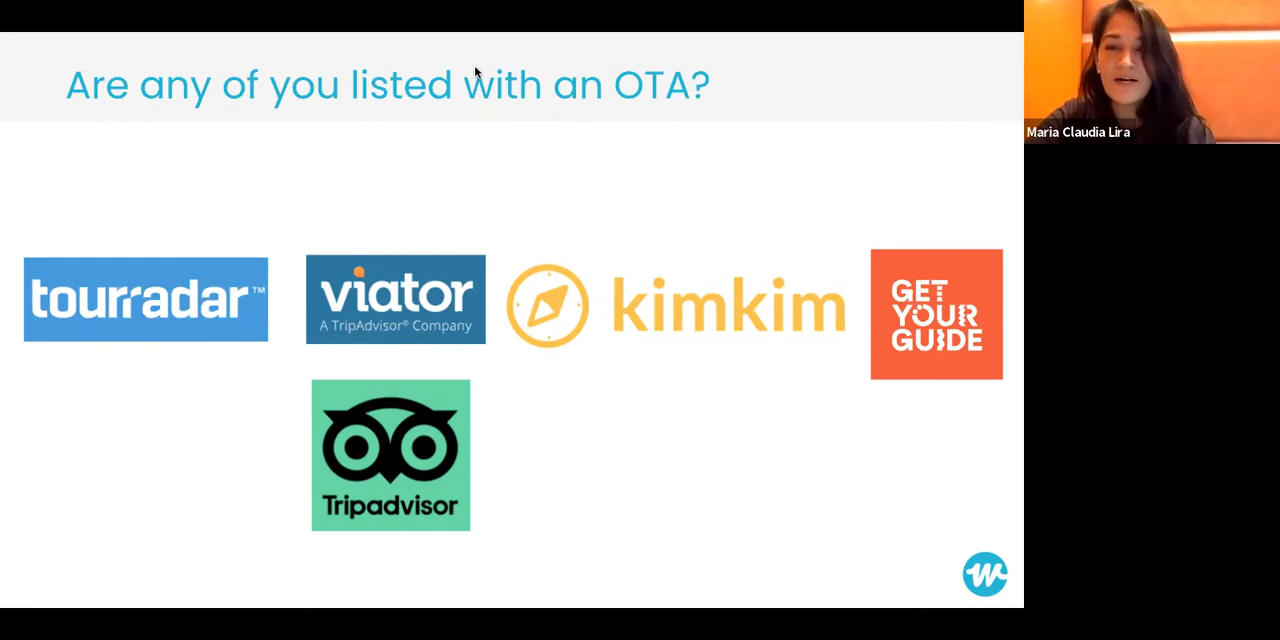 Are any of you listed with an OTA?
Maria Claudia Lira
tourradar™
viator
A TripAdvisor® Company
kimkim
GET
YOUR
GUIDE
Tripadvisor
w